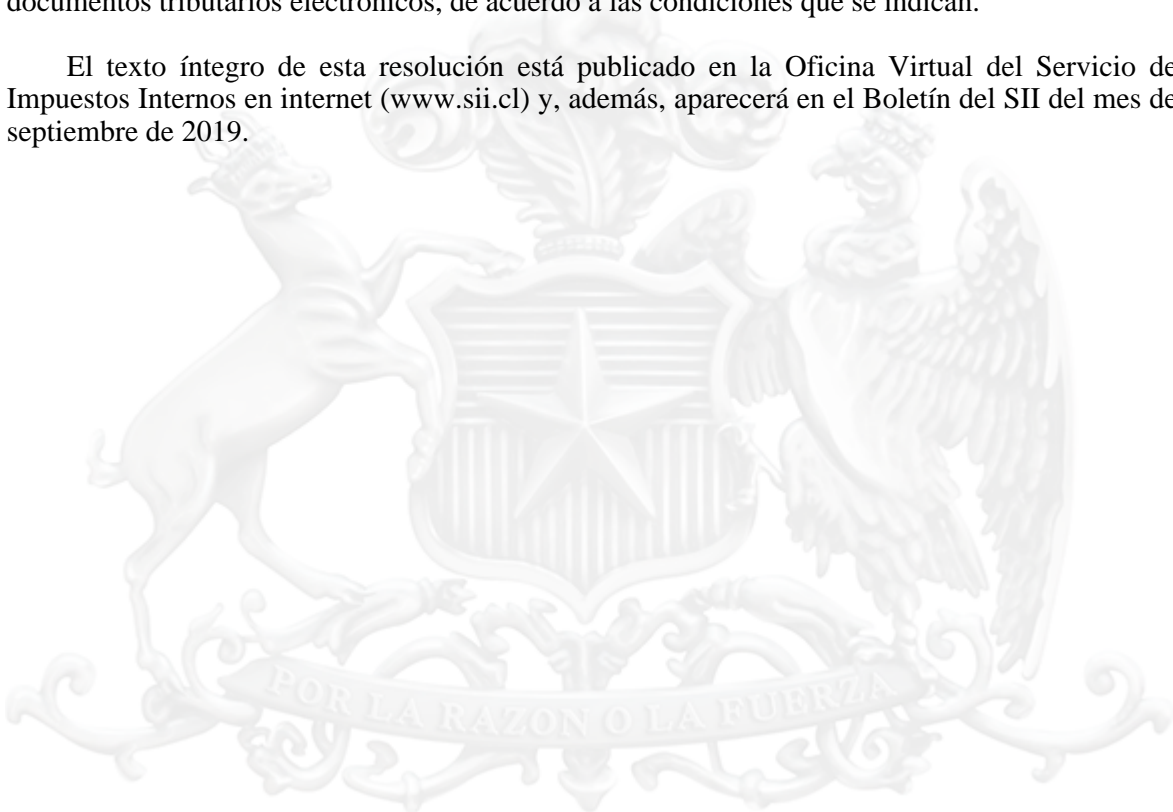 documentos tributarios electrónicos, de acuerdo a las condiciones que se indican.
El texto íntegro de esta resolución está publicado en la Oficina Virtual del Servicio de
Impuestos Internos en internet (www.sii.cl) y, además, aparecerá en el Boletín del SII del mes de
septiembre de 2019.
POR LA RAZON O LA FUERZA